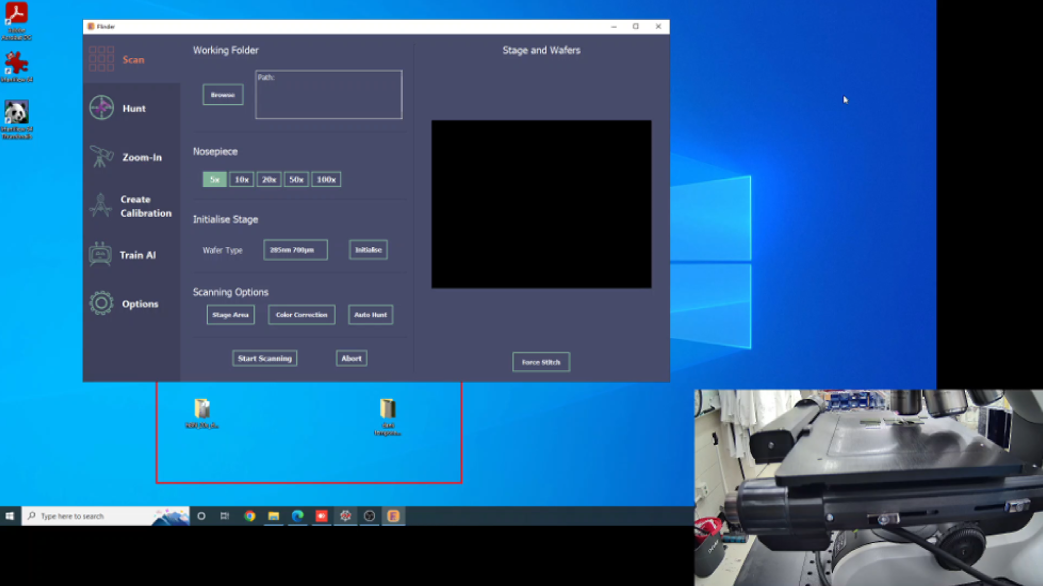 Adobe
Flinder
Scan
Hunt
Zoom-In
Create
Calibration
Train AI
Options
Working Folder
Browse
Path:
Nosepiece
5x 10x 20x 50x 100x
Initialise Stage
Wafer Type
285nm 700µm
Initialise
Scanning Options
Stage Area
Color Correction
Auto Hunt
Start Scanning
Abort
Stage and Wafers
Force Stitch
Type here to search